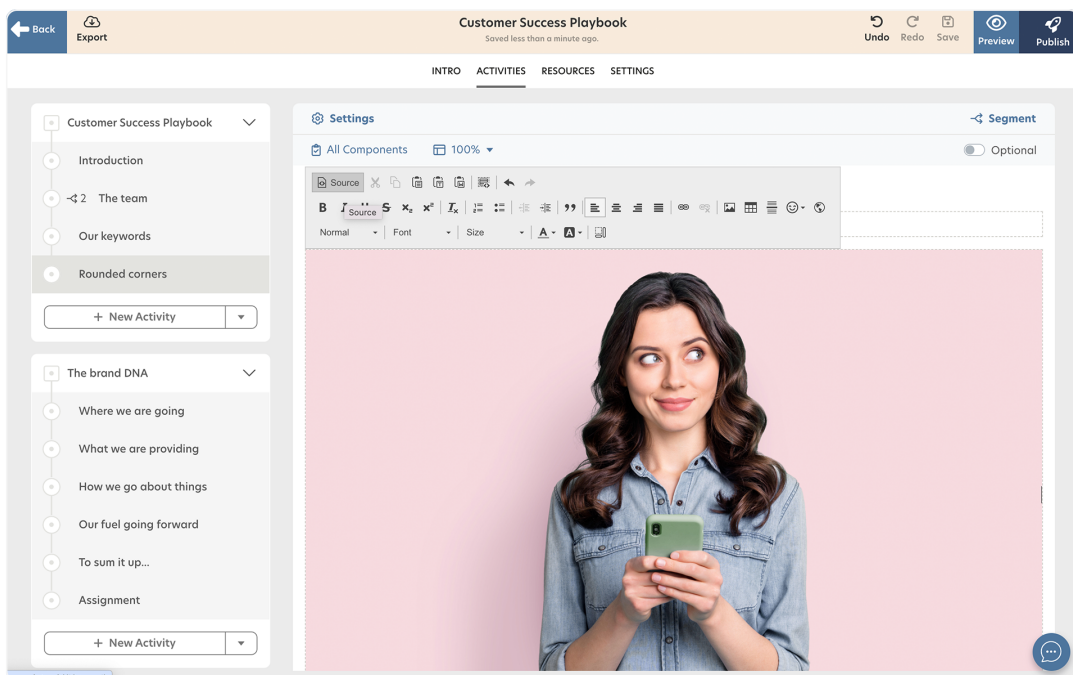 Back
Export
Customer Success Playbook
Saved less than a minute ago.
Undo
Redo
Save
Preview
Publish
INTRO
ACTIVITIES
RESOURCES
SETTINGS
Customer Success Playbook
Introduction
2 The team
Our keywords
Rounded corners
+ New Activity
The brand DNA
Where we are going
What we are providing
How we go about things
Our fuel going forward
To sum it up...
Assignment
+ New Activity
Settings
Segment
All Components
100%
Optional
Source
B
S
x₂
x²
Ix
Source
Normal
Font
Size
A
A